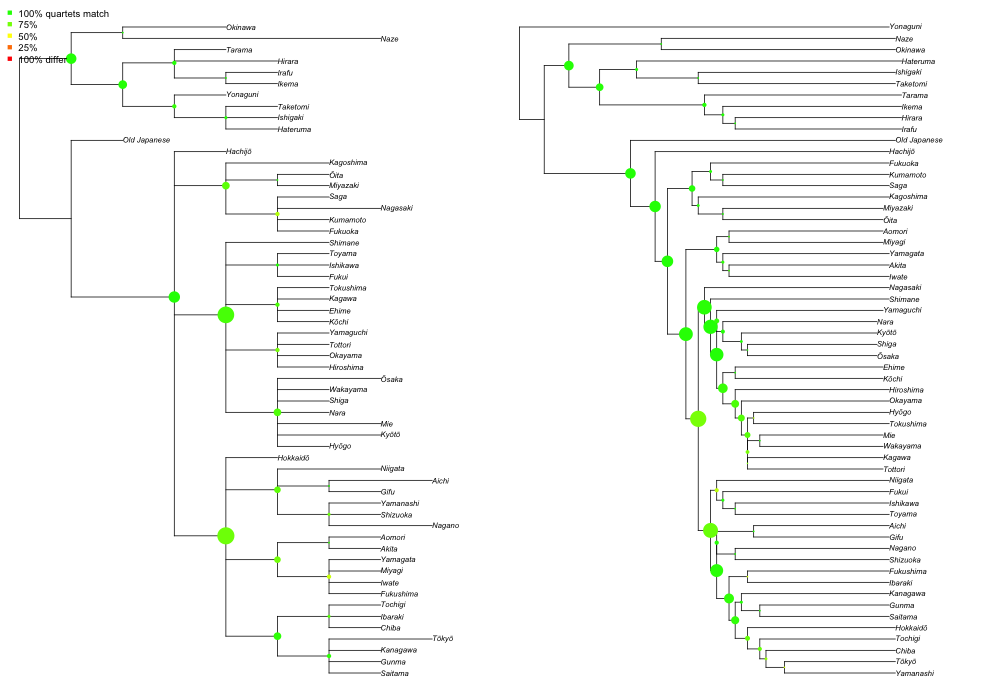 100% quartets match
75%
50%
25%
100% differ
Okinawa
Naze
Tarama
Hirara
Irafu
Ikema
Yonaguni
Taketomi
Ishigaki
Hateruma
Old Japanese
Hachijō
Kagoshima
Ōita
Miyazaki
Saga
Nagasaki
Kumamoto
Fukuoka
Shimane
Toyama
Ishikawa
Fukui
Tokushima
Kagawa
Ehime
Kōchi
Yamaguchi
Tottori
Okayama
Hiroshima
Ōsaka
Wakayama
Shiga
Nara
Mie
Kyōtō
Hyōgo
Hokkaidō
Niigata
Aichi
Gifu
Yamanashi
Shizuoka
Nagano
Aomori
Akita
Yamagata
Miyagi
Iwate
Fukushima
Tochigi
Ibaraki
Chiba
Tōkyō
Kanagawa
Gunma
Saitama
Yonaguni
Naze
Okinawa
Hateruma
Ishigaki
Taketomi
Tarama
Ikema
Hirara
Irafu
Old Japanese
Hachijō
Fukuoka
Kumamoto
Saga
Kagoshima
Miyazaki
Ōita
Aomori
Miyagi
Yamagata
Akita
Iwate
Nagasaki
Shimane
Yamaguchi
Nara
Kyōtō
Shiga
Ōsaka
Ehime
Kōchi
Hiroshima
Okayama
Hyōgo
Tokushima
Mie
Wakayama
Kagawa
Tottori
Niigata
Fukui
Ishikawa
Toyama
Aichi
Gifu
Nagano
Shizuoka
Fukushima
Ibaraki
Kanagawa
Gunma
Saitama
Hokkaidō
Tochigi
Chiba
Tōkyō
Yamanashi